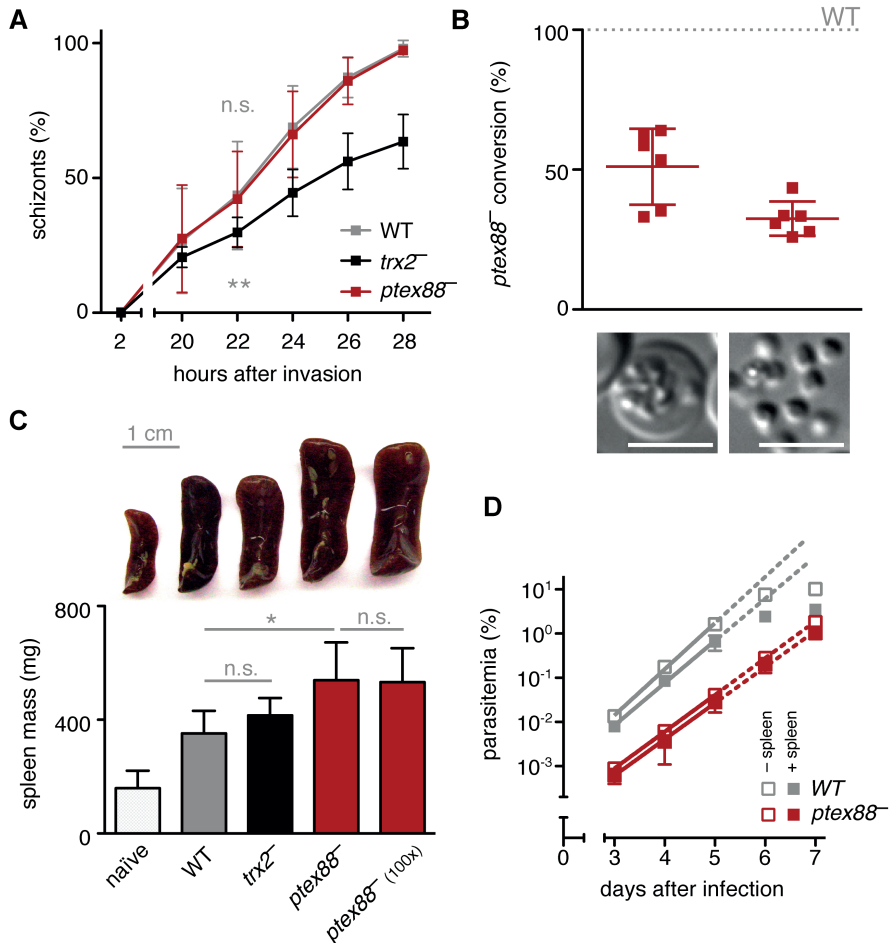 A
100
50
0
schizonts (%)
n.s.
**
WT
trx2⁻
ptex88⁻
2 20 22 24 26 28
hours after invasion
B
WT
100
50
0
ptex88⁻ conversion (%)
C
1 cm
800
400
0
spleen mass (mg)
*
n.s.
n.s.
naïve
WT
trx2⁻
ptex88⁻
ptex88⁻ (100x)
D
10¹
10⁰
10⁻¹
10⁻²
10⁻³
parasitemia (%)
– spleen
+ spleen
WT
ptex88⁻
0 3 4 5 6 7
days after infection